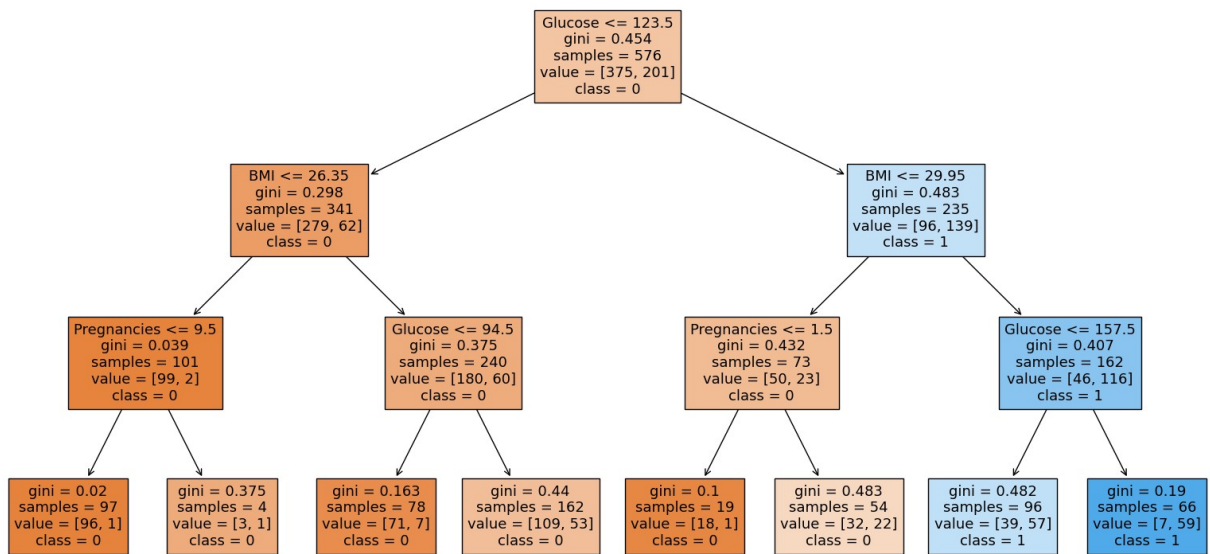 Glucose <= 123.5
gini = 0.454
samples = 576
value = [375, 201]
class = 0
BMI <= 26.35
gini = 0.298
samples = 341
value = [279, 62]
class = 0
BMI <= 29.95
gini = 0.483
samples = 235
value = [96, 139]
class = 1
Pregnancies <= 9.5
gini = 0.039
samples = 101
value = [99, 2]
class = 0
Glucose <= 94.5
gini = 0.375
samples = 240
value = [180, 60]
class = 0
Pregnancies <= 1.5
gini = 0.432
samples = 73
value = [50, 23]
class = 0
Glucose <= 157.5
gini = 0.407
samples = 162
value = [46, 116]
class = 1
gini = 0.02
samples = 97
value = [96, 1]
class = 0
gini = 0.375
samples = 4
value = [3, 1]
class = 0
gini = 0.163
samples = 78
value = [71, 7]
class = 0
gini = 0.44
samples = 162
value = [109, 53]
class = 0
gini = 0.1
samples = 19
value = [18, 1]
class = 0
gini = 0.483
samples = 54
value = [32, 22]
class = 0
gini = 0.482
samples = 96
value = [39, 57]
class = 1
gini = 0.19
samples = 66
value = [7, 59]
class = 1